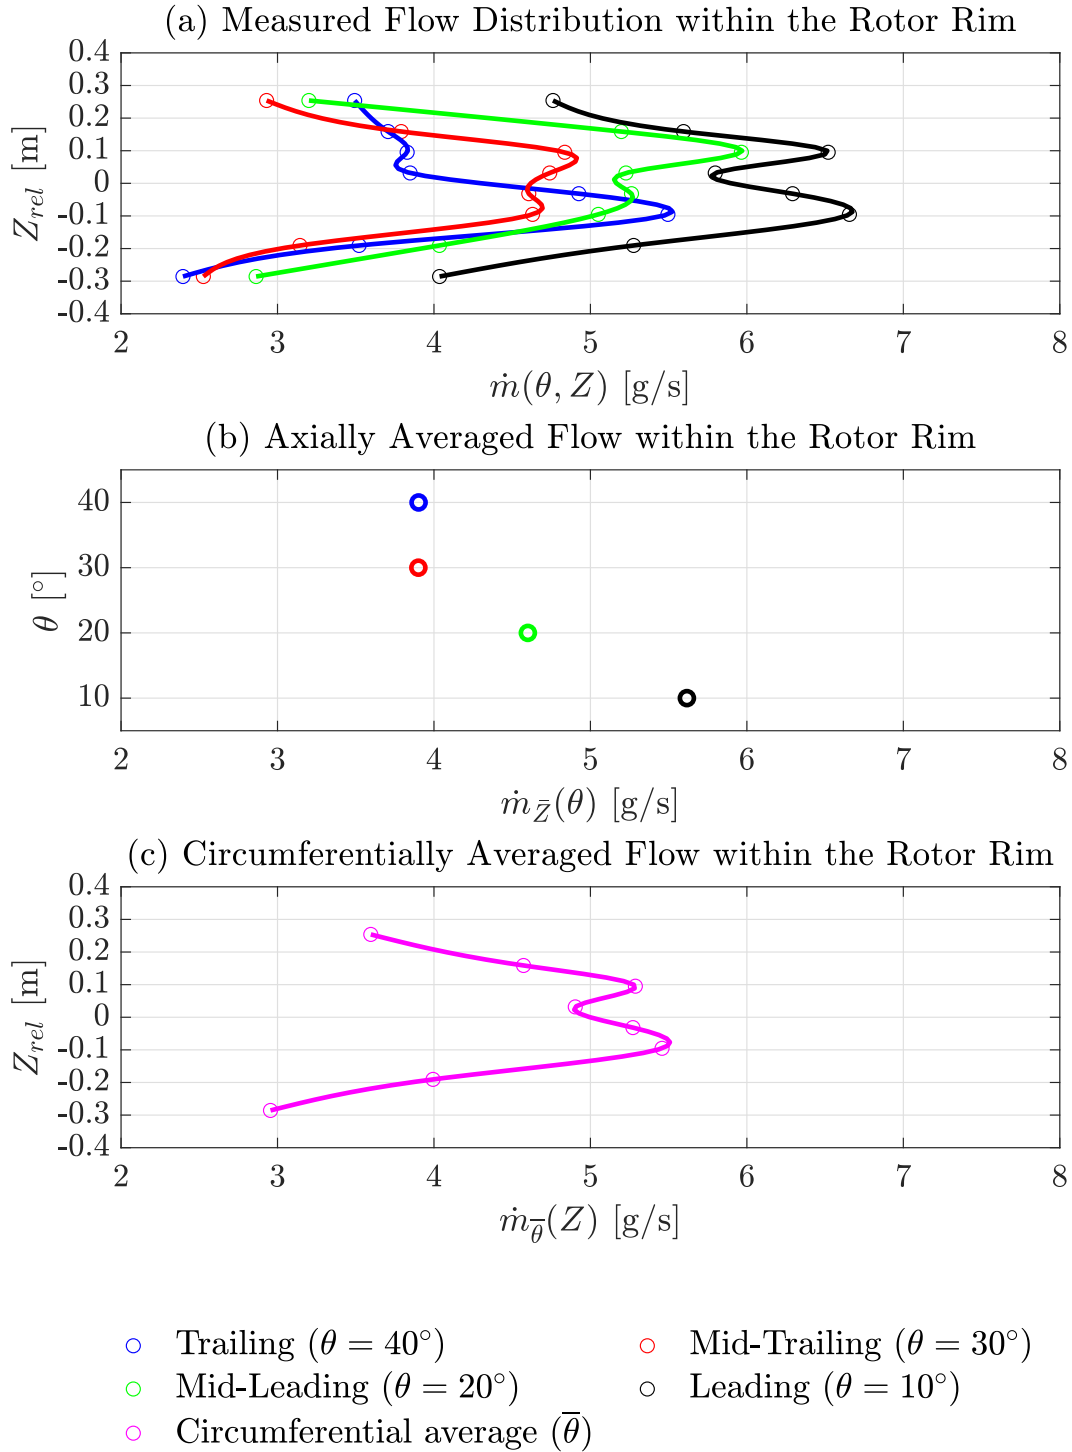 (a) Measured Flow Distribution within the Rotor Rim
0.4
0.3
0.2
0.1
0
-0.1
-0.2
-0.3
-0.4
Z_rel [m]
2 3 4 5 6 7 8
ṁ(θ, Z) [g/s]
(b) Axially Averaged Flow within the Rotor Rim
40
30
20
10
θ [°]
2 3 4 5 6 7 8
ṁ_Z̄(θ) [g/s]
(c) Circumferentially Averaged Flow within the Rotor Rim
0.4
0.3
0.2
0.1
0
-0.1
-0.2
-0.3
-0.4
Z_rel [m]
2 3 4 5 6 7 8
ṁ_θ̅(Z) [g/s]
Trailing (θ = 40°) Mid-Trailing (θ = 30°)
Mid-Leading (θ = 20°) Leading (θ = 10°)
Circumferential average (θ̅)